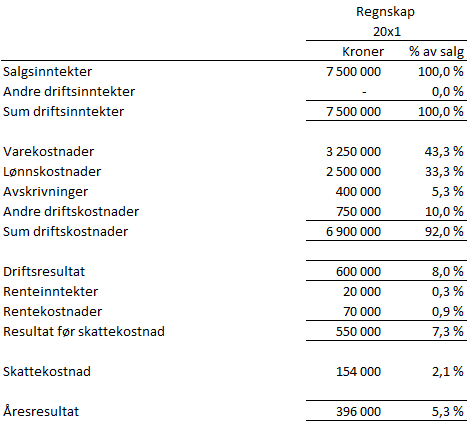 Regnskap
20x1
Kroner % av salg
Salgsinntekter 7 500 000 100,0 %
Andre driftsinntekter - 0,0 %
Sum driftsinntekter 7 500 000 100,0 %
Varekostnader 3 250 000 43,3 %
Lønnskostnader 2 500 000 33,3 %
Avskrivninger 400 000 5,3 %
Andre driftskostnader 750 000 10,0 %
Sum driftskostnader 6 900 000 92,0 %
Driftsresultat 600 000 8,0 %
Renteinntekter 20 000 0,3 %
Rentekostnader 70 000 0,9 %
Resultat før skattekostnad 550 000 7,3 %
Skattekostnad 154 000 2,1 %
Åresresultat 396 000 5,3 %